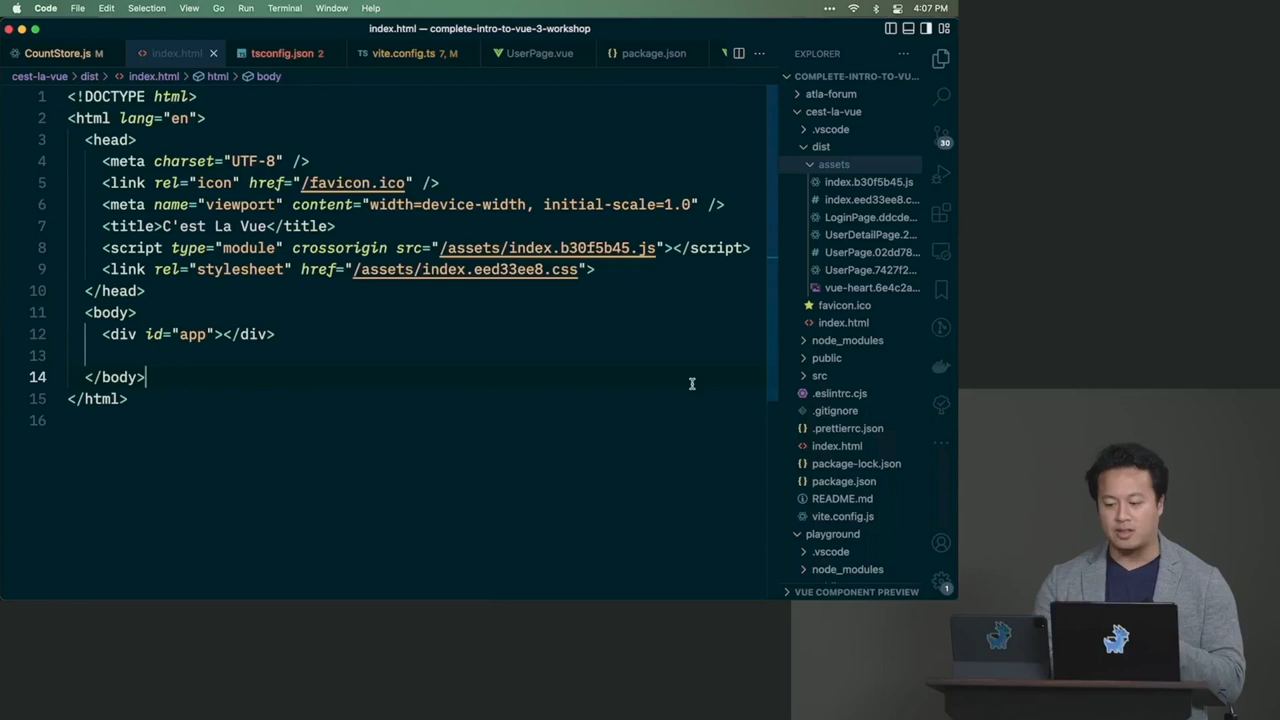 Code File Edit Selection View Go Run Terminal Window Help
4:07 PM
index.html — complete-intro-to-vue-3-workshop
CountStore.js M
index.html
tsconfig.json 2
vite.config.ts 7, M
UserPage.vue
package.json
cest-la-vue > dist > index.html > html > body
1 <!DOCTYPE html>
2 <html lang="en">
3 <head>
4 <meta charset="UTF-8" />
5 <link rel="icon" href="/favicon.ico" />
6 <meta name="viewport" content="width=device-width, initial-scale=1.0" />
7 <title>C'est La Vue</title>
8 <script type="module" crossorigin src="/assets/index.b30f5b45.js"></script>
9 <link rel="stylesheet" href="/assets/index.eed33ee8.css">
10 </head>
11 <body>
12 <div id="app"></div>
13
14 </body>
15 </html>
16
EXPLORER
COMPLETE-INTRO-TO-VU...
atla-forum
cest-la-vue
.vscode
dist
assets
index.b30f5b45.js
index.eed33ee8.c...
LoginPage.ddcde...
UserDetailPage.2...
UserPage.02dd78...
UserPage.7427f2...
vue-heart.6e4c2a...
favicon.ico
index.html
node_modules
public
src
.eslintrc.cjs
.gitignore
.prettierrc.json
index.html
package-lock.json
package.json
README.md
vite.config.js
playground
.vscode
node_modules
VUE COMPONENT PREVIEW
30
1